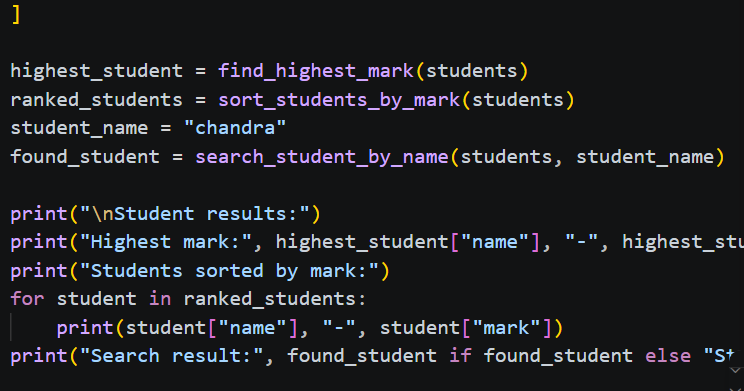 ]
highest_student = find_highest_mark(students)
ranked_students = sort_students_by_mark(students)
student_name = "chandra"
found_student = search_student_by_name(students, student_name)
print("\nStudent results:")
print("Highest mark:", highest_student["name"], "-", highest_stu
print("Students sorted by mark:")
for student in ranked_students:
    print(student["name"], "-", student["mark"])
print("Search result:", found_student if found_student else "St